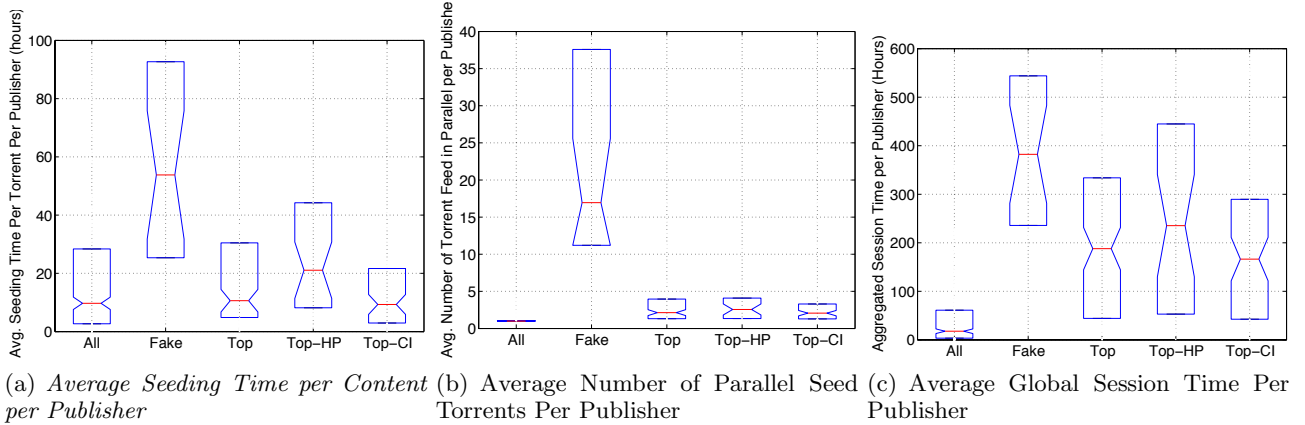 Avg. Seeding Time Per Torrent Per Publisher (hours)
100
80
60
40
20
0
All Fake Top Top-HP Top-CI
(a) Average Seeding Time per Content
per Publisher
Avg. Number of Torrent Feed in Parallel per Publishe
40
35
30
25
20
15
10
5
0
All Fake Top Top-HP Top-CI
(b) Average Number of Parallel Seed
Torrents Per Publisher
Aggregated Session Time per Publisher (Hours)
600
500
400
300
200
100
0
All Fake Top Top-HP Top-CI
(c) Average Global Session Time Per
Publisher